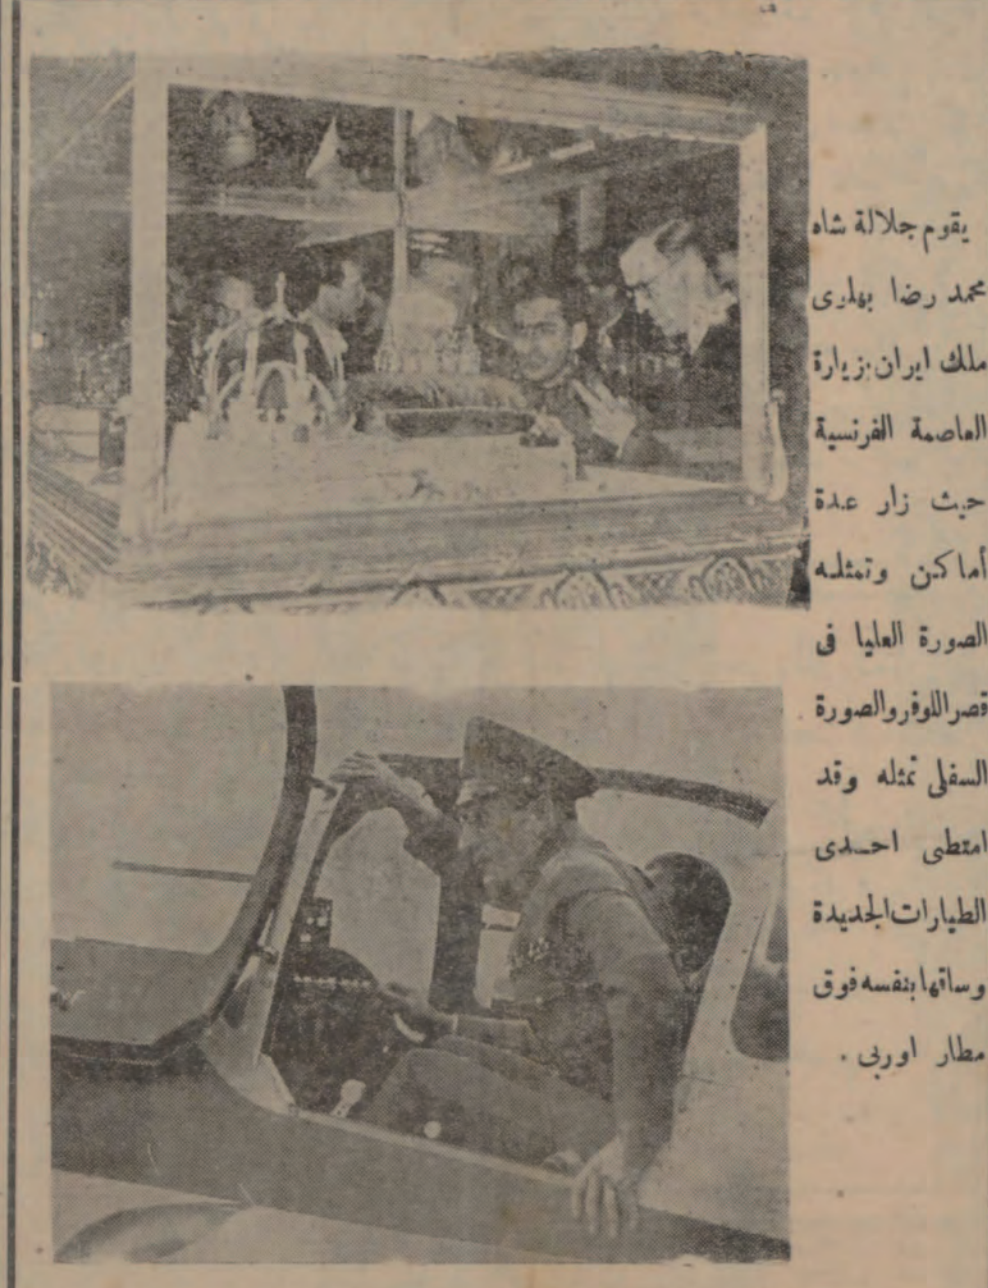 يقوم جلالة شاه
محمد رضا بهلوى
ملك ايران بزيارة
العاصمة الفرنسية
حيث زار عدة
أماكن وتمثله
الصورة العليا فى
قصر اللوفر والصورة
السفلى تمثله وقد
امتطى احدى
الطيارات الجديدة
وساقها بنفسه فوق
مطار اوربى .